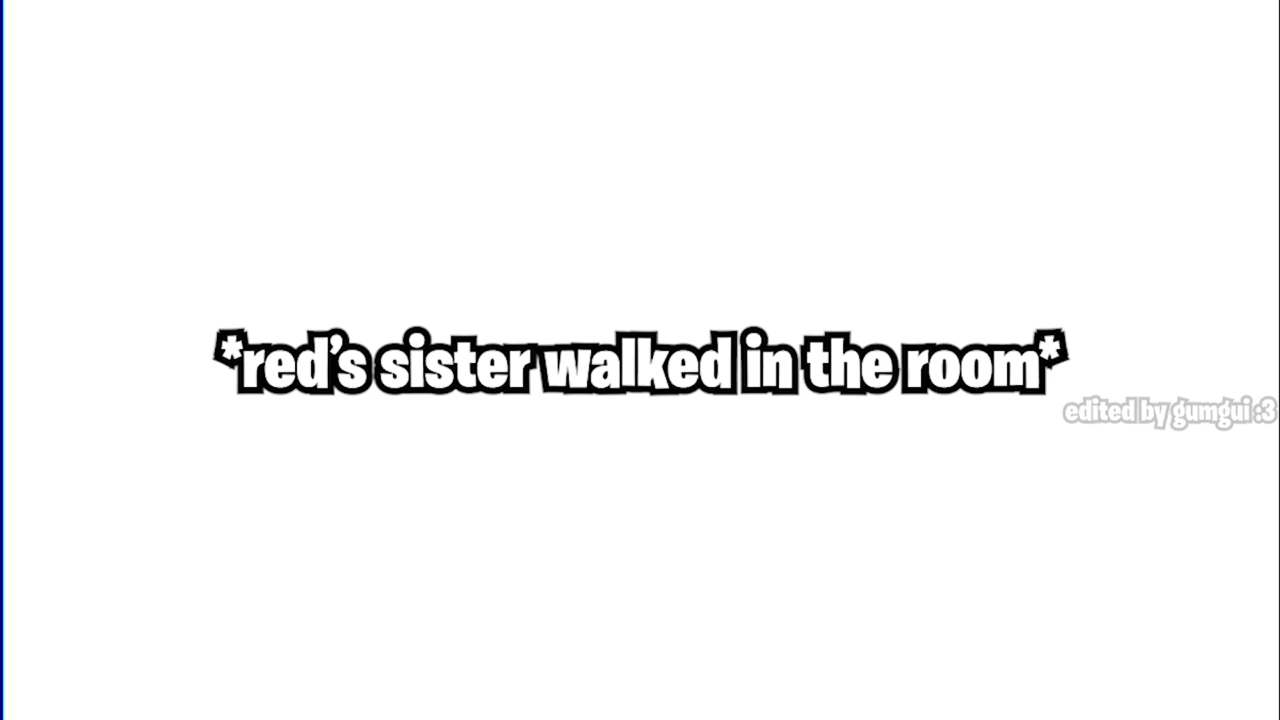 *red’s sister walked in the room*
edited by gumgui :3